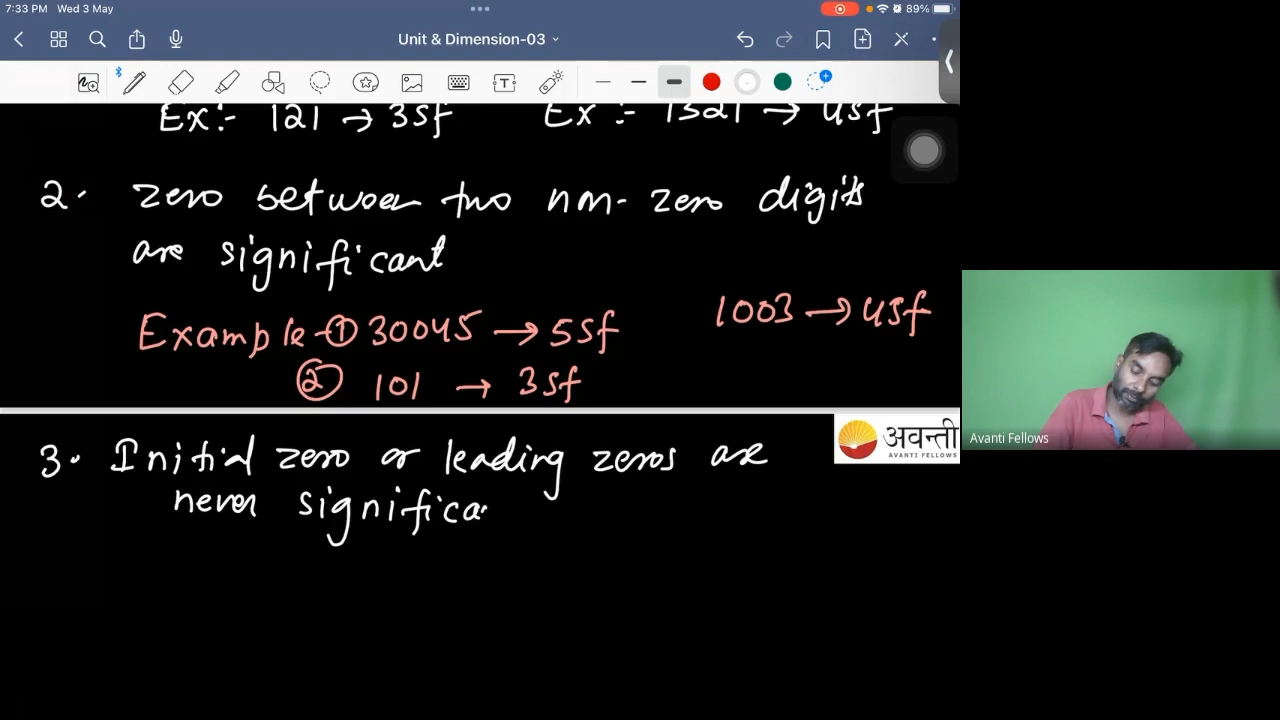 7:33 PM Wed 3 May
89%
Unit & Dimension-03
Ex:- 121 → 3sf Ex:- 1321 → 4sf
2. zero between two non-zero digits
are significant
Example - ① 30045 → 5sf 1003 → 4sf
② 101 → 3sf
अवन्ती
AVANTI FELLOWS
3. Initial zero or leading zeros are
never significa
Avanti Fellows